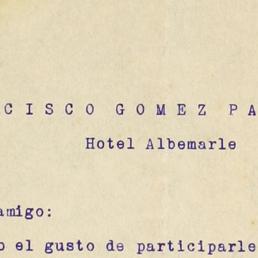 CISCO GOMEZ PA
Hotel Albemarle
amigo:
el gusto de participarle